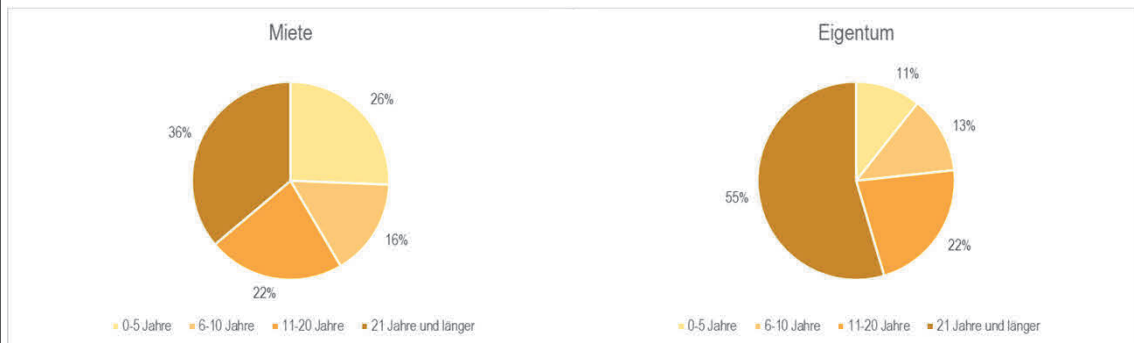 Miete
26%
36%
16%
22%
0-5 Jahre 6-10 Jahre 11-20 Jahre 21 Jahre und länger
Eigentum
11%
13%
55%
22%
0-5 Jahre 6-10 Jahre 11-20 Jahre 21 Jahre und länger